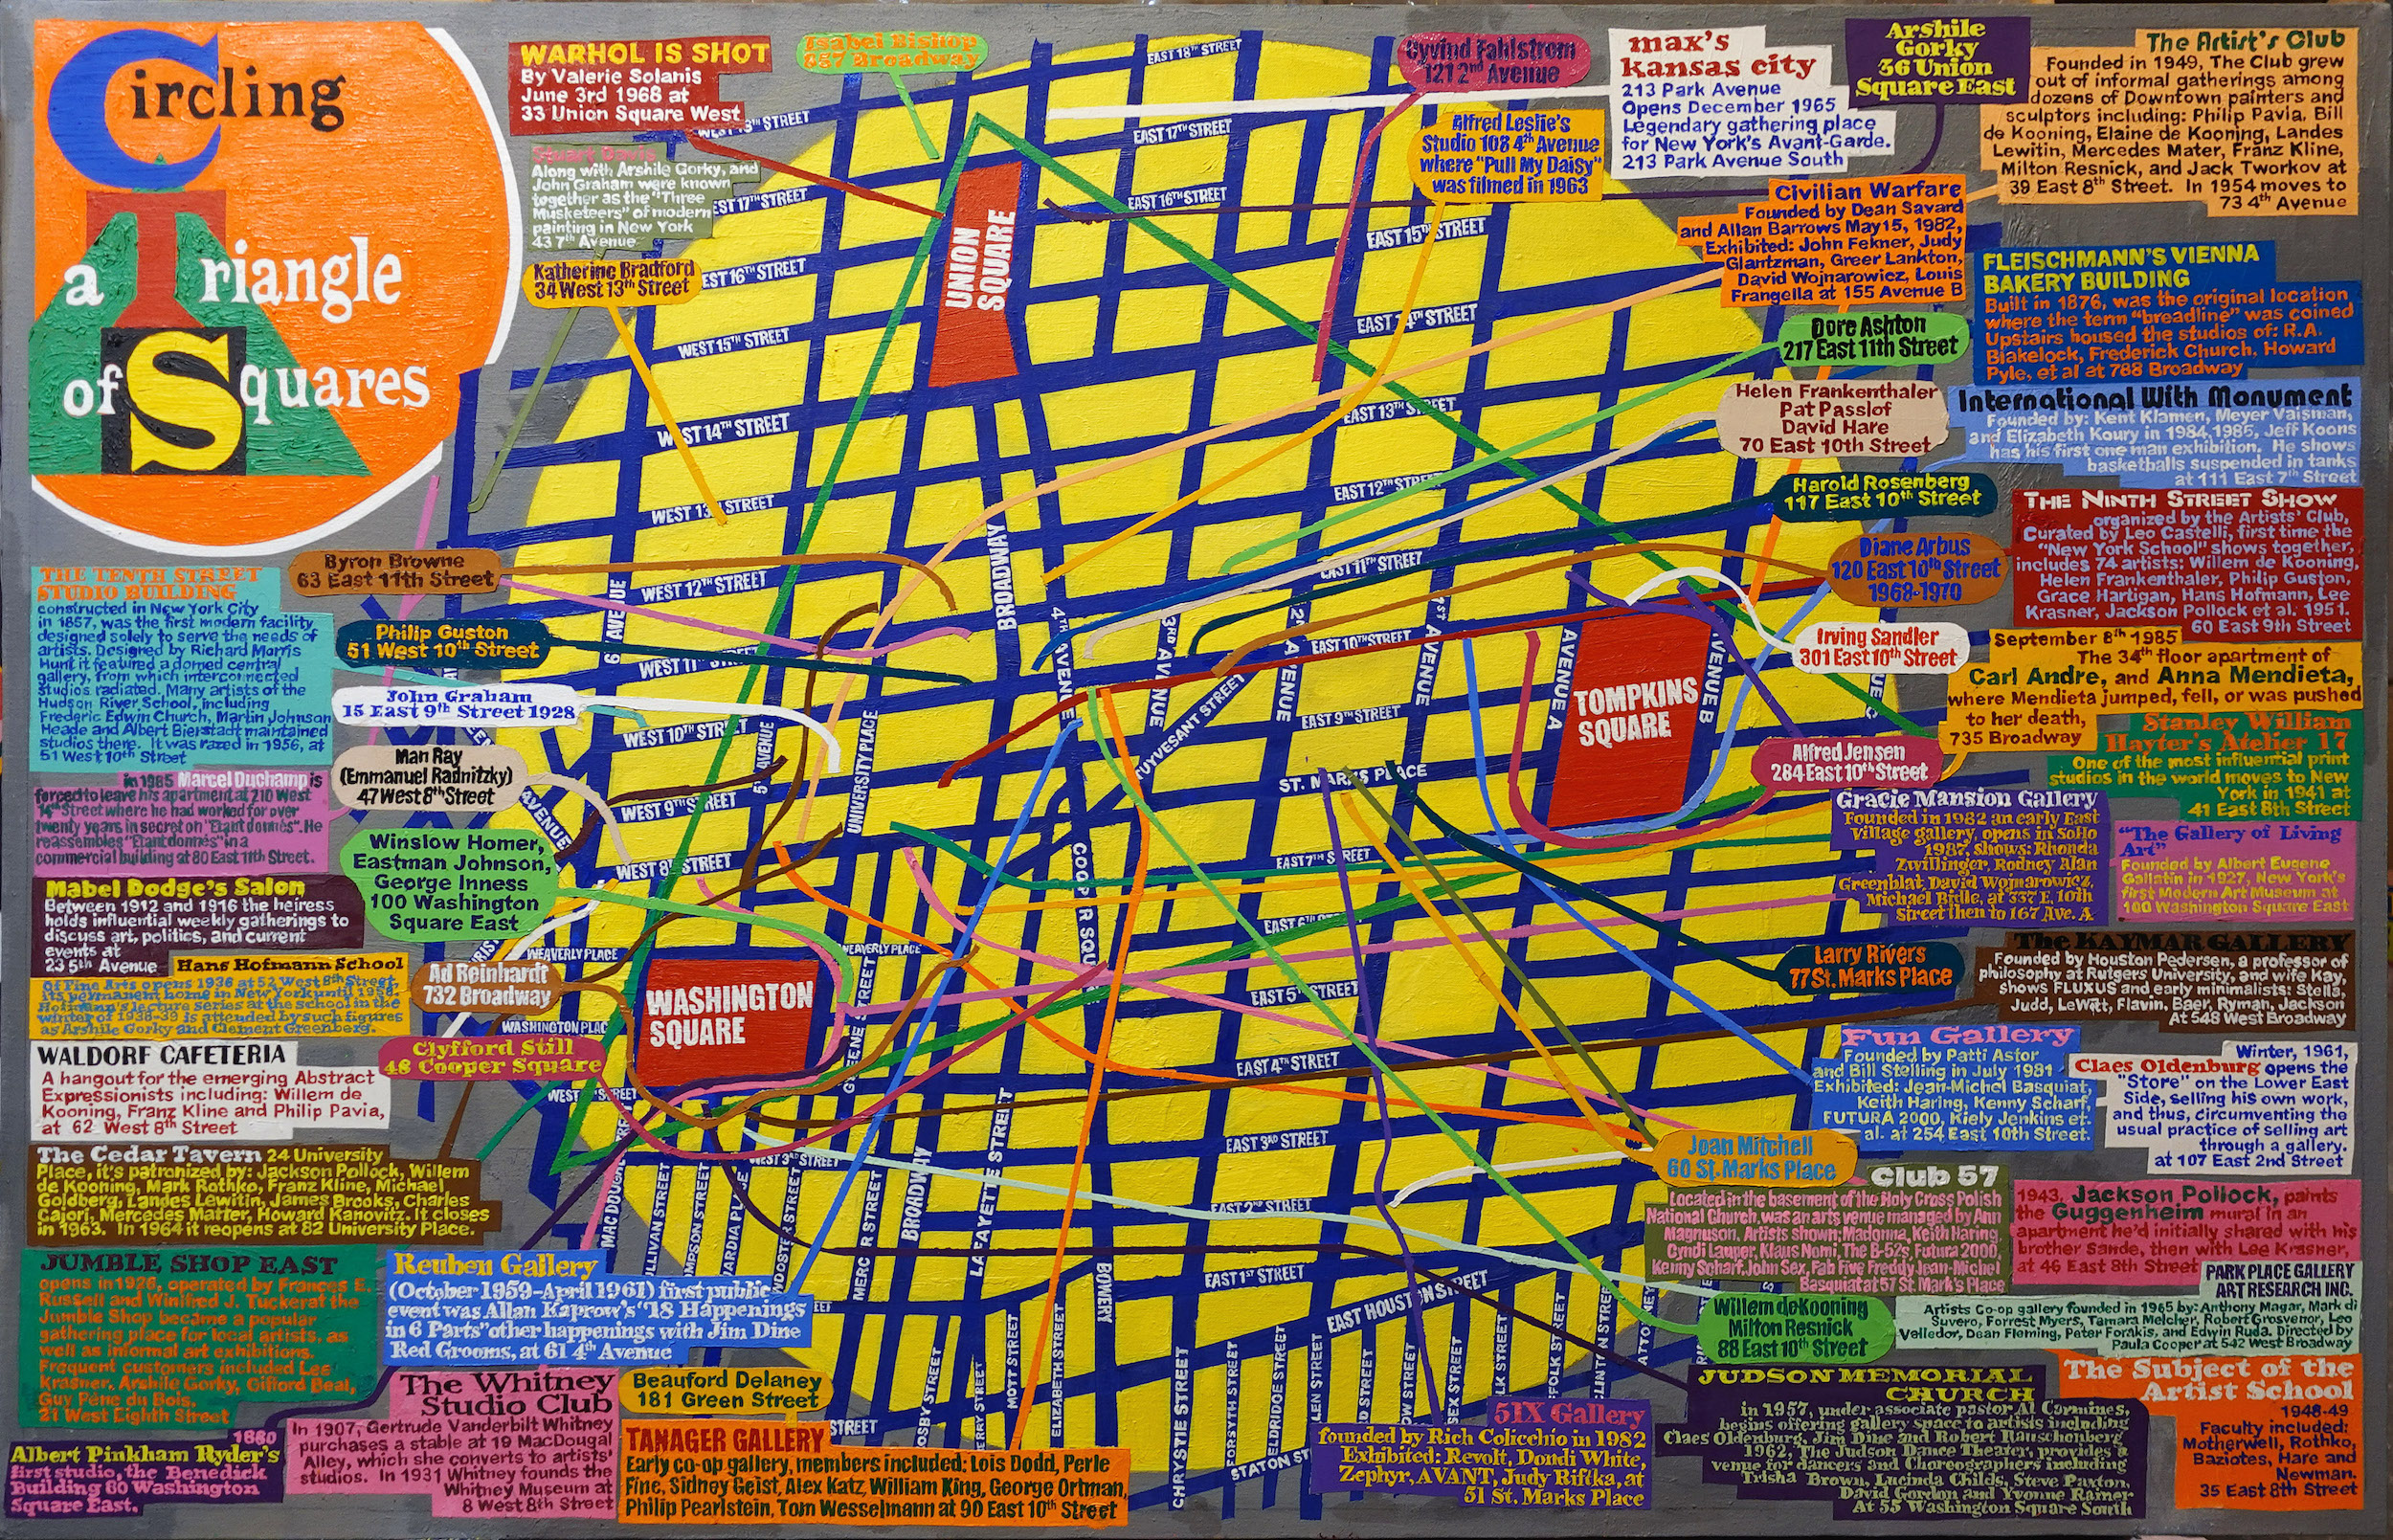 Circling
a Triangle
of Squares
WARHOL IS SHOT
By Valerie Solanis
June 3rd 1968 at
33 Union Square West
Isabel Bishop
857 Broadway
Oyvind Fahlstrom
121 2nd Avenue
max's
kansas city
213 Park Avenue
Opens December 1965
Legendary gathering place
for New York's Avant-Garde.
213 Park Avenue South
Arshile
Gorky
36 Union
Square East
The Artist's Club
Founded in 1949, The Club grew
out of informal gatherings among
dozens of Downtown painters and
sculptors including: Philip Pavia, Bill
de Kooning, Elaine de Kooning, Landes
Lewitin, Mercedes Mater, Franz Kline,
Milton Resnick, and Jack Tworkov at
39 East 8th Street. In 1954 moves to
73 4th Avenue
Stuart Davis
Along with Arshile Gorky, and
John Graham were known
together as the "Three
Musketeers" of modern
painting in New York
43 7th Avenue
Alfred Leslie's
Studio 108 4th Avenue
where "Pull My Daisy"
was filmed in 1963
Katherine Bradford
34 West 13th Street
Civilian Warfare
Founded by Dean Savard
and Allan Barrows May 15, 1982,
Exhibited: John Fekner, Judy
Glantzman, Greer Lankton,
David Wojnarowicz, Louis
Frangella at 155 Avenue B
FLEISCHMANN'S VIENNA
BAKERY BUILDING
Built in 1876, was the original location
where the term "breadline" was coined
Upstairs housed the studios of: R.A.
Blakelock, Frederick Church, Howard
Pyle, et al at 788 Broadway
Dore Ashton
217 East 11th Street
Helen Frankenthaler
Pat Passlof
David Hare
70 East 10th Street
International With Monument
Founded by: Kent Klamen, Meyer Vaisman,
and Elizabeth Koury in 1984, 1985, Jeff Koons
has his first one man exhibition. He shows
basketballs suspended in tanks
at 111 East 7th Street
Harold Rosenberg
117 East 10th Street
THE NINTH STREET SHOW
organized by the Artists' Club,
Curated by Leo Castelli, first time the
"New York School" shows together,
includes 74 artists: Willem de Kooning,
Helen Frankenthaler, Philip Guston,
Grace Hartigan, Hans Hofmann, Lee
Krasner, Jackson Pollock et al. 1951.
60 East 9th Street
Byron Browne
63 East 11th Street
Diane Arbus
120 East 10th Street
1968-1970
THE TENTH STREET
STUDIO BUILDING
constructed in New York City
in 1857, was the first modern facility
designed solely to serve the needs of
artists. Designed by Richard Morris
Hunt it featured a domed central
gallery, from which interconnected
studios radiated. Many artists of the
Hudson River School, including
Frederic Edwin Church, Martin Johnson
Heade and Albert Bierstadt maintained
studios there. It was razed in 1956, at
51 West 10th Street
Philip Guston
51 West 10th Street
John Graham
15 East 9th Street 1928
Irving Sandler
301 East 10th Street
September 8th 1985
The 34th floor apartment of
Carl Andre, and Anna Mendieta,
where Mendieta jumped, fell, or was pushed
to her death,
735 Broadway
Man Ray
(Emmanuel Radnitzky)
47 West 8th Street
Alfred Jensen
284 East 10th Street
Stanley William
Hayter's Atelier 17
One of the most influential print
studios in the world moves to New
York in 1941 at
41 East 8th Street
in 1985 Marcel Duchamp is
forced to leave his apartment at 210 West
14th Street where he had worked for over
twenty years in secret on "Etant donnes". He
reassembles "Etant donnes" in a
commercial building at 80 East 11th Street.
Winslow Homer,
Eastman Johnson,
George Inness
100 Washington
Square East
Gracie Mansion Gallery
Founded in 1982 an early East
Village gallery, opens in SoHo
1987, shows: Rhonda
Zwillinger, Rodney Alan
Greenblat, David Wojnarowicz,
Michael Bidle, at 337 E. 10th
Street then to 167 Ave. A
"The Gallery of Living
Art"
Founded by Albert Eugene
Gallatin in 1927, New York's
first Modern Art Museum at
100 Washington Square East
Mabel Dodge's Salon
Between 1912 and 1916 the heiress
holds influential weekly gatherings to
discuss art, politics, and current
events at
23 5th Avenue
Hans Hofmann School
of Fine Arts opens 1936 at 52 West 8th Street,
its permanent home in New York until 1958.
Hofmann's lecture series at the school in the
winter of 1938-39 is attended by such figures
as Arshile Gorky and Clement Greenberg.
Ad Reinhardt
732 Broadway
Larry Rivers
77 St. Marks Place
The KAYMAR GALLERY
Founded by Houston Pedersen, a professor of
philosophy at Rutgers University, and wife Kay,
shows FLUXUS and early minimalists: Stella,
Judd, LeWitt, Flavin, Baer, Ryman, Jackson
At 548 West Broadway
WALDORF CAFETERIA
A hangout for the emerging Abstract
Expressionists including: Willem de
Kooning, Franz Kline and Philip Pavia,
at 62 West 8th Street
Clyfford Still
48 Cooper Square
Fun Gallery
Founded by Patti Astor
and Bill Stelling in July 1981
Exhibited: Jean-Michel Basquiat,
Keith Haring, Kenny Scharf,
FUTURA 2000, Kiely Jenkins et.
al. at 254 East 10th Street.
Winter, 1961,
Claes Oldenburg opens the
"Store" on the Lower East
Side, selling his own work,
and thus, circumventing the
usual practice of selling art
through a gallery.
at 107 East 2nd Street
The Cedar Tavern 24 University
Place, it's patronized by: Jackson Pollock, Willem
de Kooning, Mark Rothko, Franz Kline, Michael
Goldberg, Landes Lewitin, James Brooks, Charles
Cajori, Mercedes Matter, Howard Kanovitz. It closes
in 1963. In 1964 it reopens at 82 University Place.
Joan Mitchell
60 St. Marks Place
Club 57
Located in the basement of the Holy Cross Polish
National Church, was an arts venue managed by Ann
Magnuson. Artists shown; Madonna, Keith Haring,
Cyndi Lauper, Klaus Nomi, The B-52s, Futura 2000,
Kenny Scharf, John Sex, Fab Five Freddy Jean-Michel
Basquiat at 57 St. Mark's Place
1943, Jackson Pollock, paints
the Guggenheim mural in an
apartment he'd initially shared with his
brother Sande, then with Lee Krasner,
at 46 East 8th Street
JUMBLE SHOP EAST
opens in 1926, operated by Frances E.
Russell and Winifred J. Tucker at the
Jumble Shop became a popular
gathering place for local artists, as
well as informal art exhibitions.
Frequent customers included Lee
Krasner, Arshile Gorky, Gifford Beal,
Guy Pène du Bois.
21 West Eighth Street
Reuben Gallery
(October 1959-April 1961) first public
event was Allan Kaprow's "18 Happenings
in 6 Parts" other happenings with Jim Dine
Red Grooms, at 61 4th Avenue
PARK PLACE GALLERY
ART RESEARCH INC.
Artists Co-op gallery founded in 1965 by: Anthony Magar, Mark di
Suvero, Forrest Myers, Tamara Melcher, Robert Grosvenor, Leo
Valledor, Dean Fleming, Peter Forakis, and Edwin Ruda. Directed by
Paula Cooper at 542 West Broadway
Willem deKooning
Milton Resnick
88 East 10th Street
The Whitney
Studio Club
In 1907, Gertrude Vanderbilt Whitney
purchases a stable at 19 MacDougal
Alley, which she converts to artists'
studios. In 1931 Whitney founds the
Whitney Museum at
8 West 8th Street
Beauford Delaney
181 Green Street
1880
Albert Pinkham Ryder's
first studio, the Benedick
Building 80 Washington
Square East.
TANAGER GALLERY
Early co-op gallery, members included: Lois Dodd, Perle
Fine, Sidney Geist, Alex Katz, William King, George Ortman,
Philip Pearlstein, Tom Wesselmann at 90 East 10th Street
51X Gallery
founded by Rich Colicchio in 1982
Exhibited: Revolt, Dondi White,
Zephyr, AVANT, Judy Rifka, at
51 St. Marks Place
JUDSON MEMORIAL
CHURCH
in 1957, under associate pastor Al Carmines,
begins offering gallery space to artists including
Claes Oldenburg, Jim Dine and Robert Rauschenberg
1962, The Judson Dance Theater, provides a
venue for dancers and Choreographers including
Trisha Brown, Lucinda Childs, Steve Paxton,
David Gordon and Yvonne Rainer
At 55 Washington Square South
The Subject of the
Artist School
1948-49
Faculty included:
Motherwell, Rothko,
Baziotes, Hare and
Newman.
35 East 8th Street
EAST 18TH STREET
EAST 17TH STREET
EAST 16TH STREET
EAST 15TH STREET
EAST 14TH STREET
EAST 13TH STREET
EAST 12TH STREET
EAST 11TH STREET
EAST 10TH STREET
EAST 9TH STREET
ST. MARKS PLACE
EAST 7TH STREET
EAST 6TH
EAST 5TH STREET
EAST 4TH STREET
EAST 3RD STREET
EAST 2ND STREET
EAST 1ST STREET
EAST HOUSTON STREET
STATON ST
EST 17TH STREET
EST 16TH STREET
WEST 15TH STREET
WEST 14TH STREET
WEST 13TH STREET
WEST 12TH STREET
WEST 11TH
WEST 10TH STREET
WEST 9TH STREET
WEST 8TH STREET
WEAVERLY PLACE
WEAVERLY PLACE
WASHINGTON PLAC
WEST 3RD STREET
UNION
SQUARE
TOMPKINS
SQUARE
WASHINGTON
SQUARE
6TH AVENUE
5TH AVENUE
UNIVERSITY PLACE
BROADWAY
4TH AVENUE
3RD AVENUE
2ND AVENUE
1ST AVENUE
AVENUE A
AVENUE B
STUYVESANT STREET
COOPER SQU
GREENE STREET
LAFAYETTE STREET
BROADWAY
BOWERY
MOTT STREET
ELIZABETH STREET
CHRYSTIE STREET
FORSYTH STREET
ELDRIDGE STREET